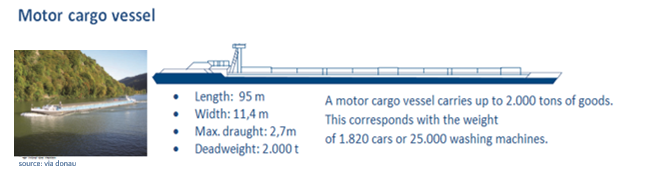 Motor cargo vessel
• Length: 95 m
• Width: 11,4 m
• Max. draught: 2,7m
• Deadweight: 2.000 t
A motor cargo vessel carries up to 2.000 tons of goods.
This corresponds with the weight
of 1.820 cars or 25.000 washing machines.
source: via donau